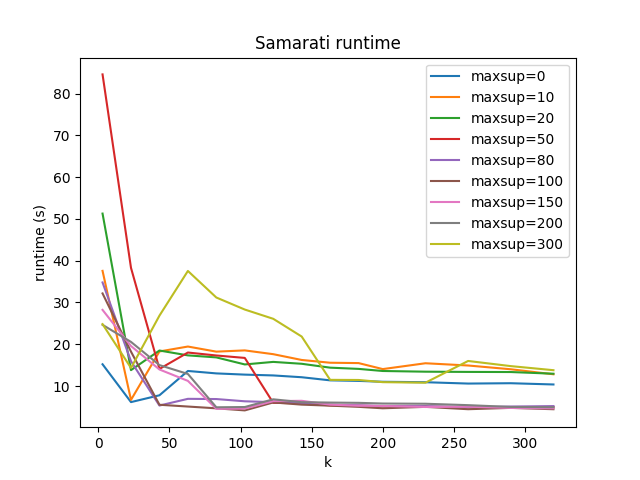 Samarati runtime
maxsup=0
maxsup=10
maxsup=20
maxsup=50
maxsup=80
maxsup=100
maxsup=150
maxsup=200
maxsup=300
80
70
60
50
40
30
20
10
runtime (s)
0 50 100 150 200 250 300
k